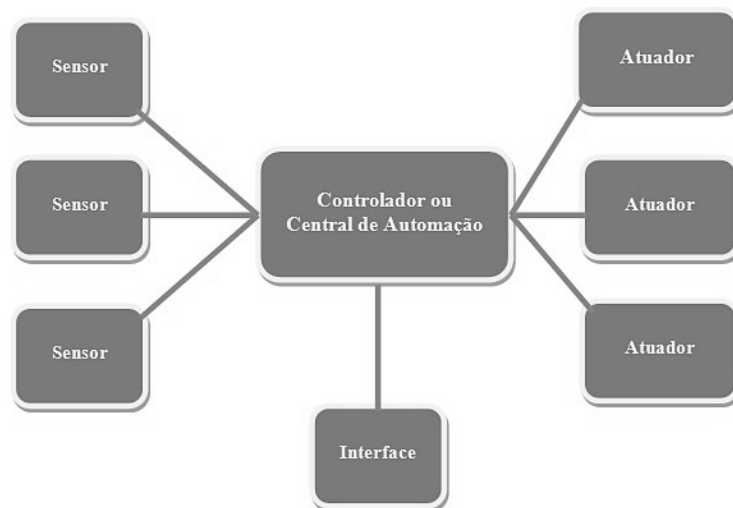 Sensor
Atuador
Sensor
Controlador ou
Central de Automação
Atuador
Sensor
Atuador
Interface